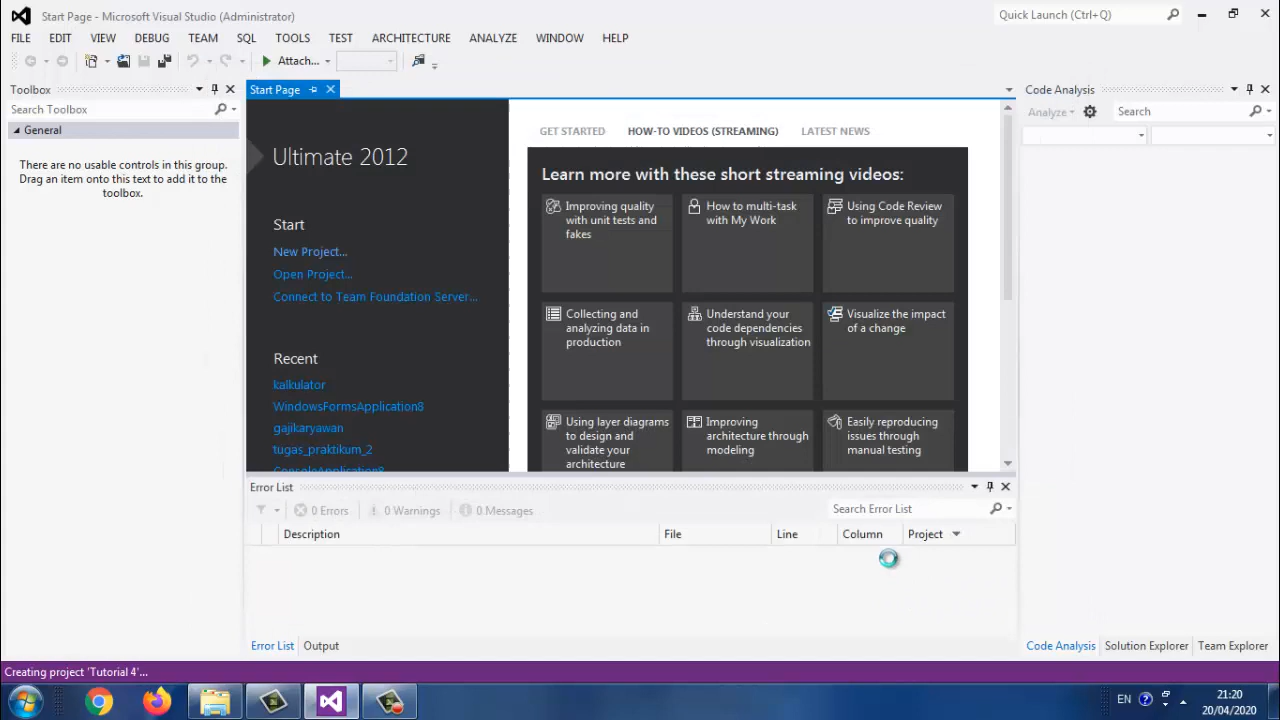 Start Page - Microsoft Visual Studio (Administrator)
Quick Launch (Ctrl+Q)
FILE EDIT VIEW DEBUG TEAM SQL TOOLS TEST ARCHITECTURE ANALYZE WINDOW HELP
Attach...
Toolbox
Search Toolbox
General
There are no usable controls in this group.
Drag an item onto this text to add it to the
toolbox.
Start Page
Ultimate 2012
Start
New Project...
Open Project...
Connect to Team Foundation Server...
Recent
kalkulator
WindowsFormsApplication8
gajikaryawan
tugas_praktikum_2
ConsoleApplication8
GET STARTED HOW-TO VIDEOS (STREAMING) LATEST NEWS
Learn more with these short streaming videos:
Improving quality
with unit tests and
fakes
How to multi-task
with My Work
Using Code Review
to improve quality
Collecting and
analyzing data in
production
Understand your
code dependencies
through visualization
Visualize the impact
of a change
Using layer diagrams
to design and
validate your
architecture
Improving
architecture through
modeling
Easily reproducing
issues through
manual testing
Code Analysis
Analyze
Search
Error List
0 Errors 0 Warnings 0 Messages
Search Error List
Description File Line Column Project
Error List Output
Code Analysis Solution Explorer Team Explorer
Creating project 'Tutorial 4'...
EN
21:20
20/04/2020